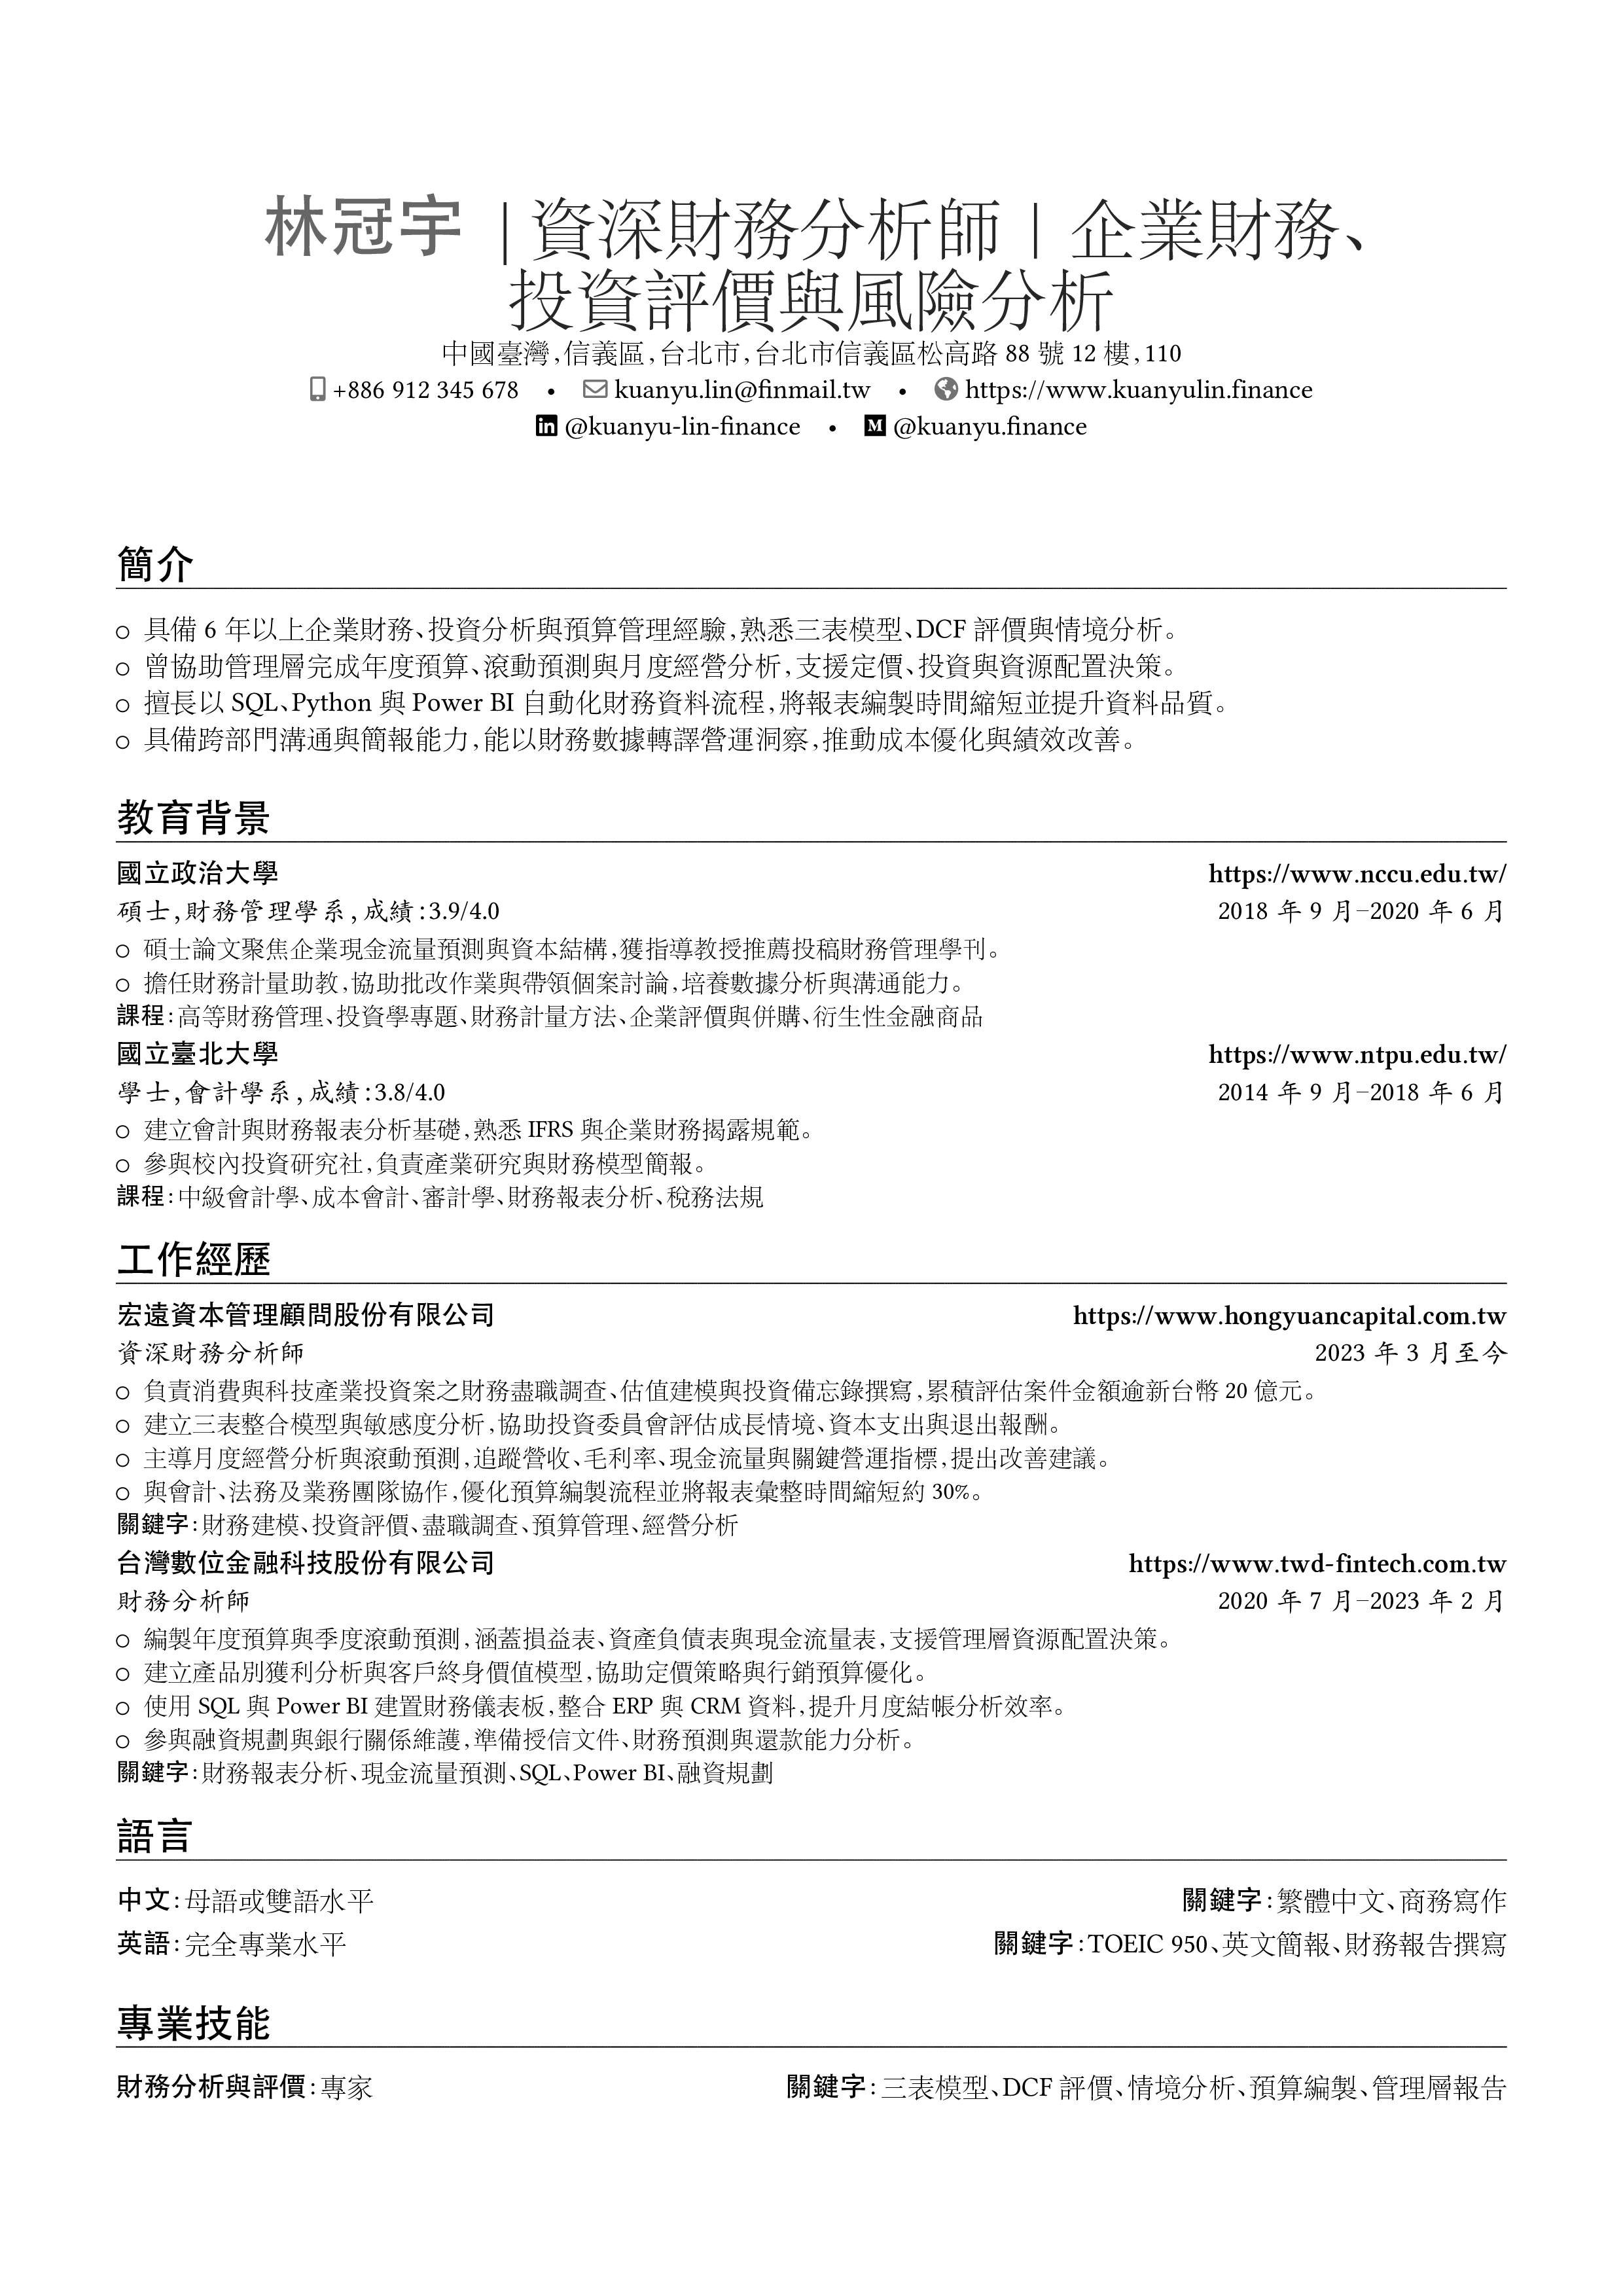 林冠宇 | 資深財務分析師 | 企業財務、
投資評價與風險分析
中國臺灣,信義區,台北市,台北市信義區松高路 88 號 12 樓,110
+886 912 345 678 • kuanyu.lin@finmail.tw • https://www.kuanyulin.finance
@kuanyu-lin-finance • @kuanyu.finance
簡介
○ 具備 6 年以上企業財務、投資分析與預算管理經驗,熟悉三表模型、DCF 評價與情境分析。
○ 曾協助管理層完成年度預算、滾動預測與月度經營分析,支援定價、投資與資源配置決策。
○ 擅長以 SQL、Python 與 Power BI 自動化財務資料流程,將報表編製時間縮短並提升資料品質。
○ 具備跨部門溝通與簡報能力,能以財務數據轉譯營運洞察,推動成本優化與績效改善。
教育背景
國立政治大學 https://www.nccu.edu.tw/
碩士,財務管理學系,成績:3.9/4.0 2018 年 9 月–2020 年 6 月
○ 碩士論文聚焦企業現金流量預測與資本結構,獲指導教授推薦投稿財務管理學刊。
○ 擔任財務計量助教,協助批改作業與帶領個案討論,培養數據分析與溝通能力。
課程:高等財務管理、投資學專題、財務計量方法、企業評價與併購、衍生性金融商品
國立臺北大學 https://www.ntpu.edu.tw/
學士,會計學系,成績:3.8/4.0 2014 年 9 月–2018 年 6 月
○ 建立會計與財務報表分析基礎,熟悉 IFRS 與企業財務揭露規範。
○ 參與校內投資研究社,負責產業研究與財務模型簡報。
課程:中級會計學、成本會計、審計學、財務報表分析、稅務法規
工作經歷
宏遠資本管理顧問股份有限公司 https://www.hongyuancapital.com.tw
資深財務分析師 2023 年 3 月至今
○ 負責消費與科技產業投資案之財務盡職調查、估值建模與投資備忘錄撰寫,累積評估案件金額逾新台幣 20 億元。
○ 建立三表整合模型與敏感度分析,協助投資委員會評估成長情境、資本支出與退出報酬。
○ 主導月度經營分析與滾動預測,追蹤營收、毛利率、現金流量與關鍵營運指標,提出改善建議。
○ 與會計、法務及業務團隊協作,優化預算編製流程並將報表彙整時間縮短約 30%。
關鍵字:財務建模、投資評價、盡職調查、預算管理、經營分析
台灣數位金融科技股份有限公司 https://www.twd-fintech.com.tw
財務分析師 2020 年 7 月–2023 年 2 月
○ 編製年度預算與季度滾動預測,涵蓋損益表、資產負債表與現金流量表,支援管理層資源配置決策。
○ 建立產品別獲利分析與客戶終身價值模型,協助定價策略與行銷預算優化。
○ 使用 SQL 與 Power BI 建置財務儀表板,整合 ERP 與 CRM 資料,提升月度結帳分析效率。
○ 參與融資規劃與銀行關係維護,準備授信文件、財務預測與還款能力分析。
關鍵字:財務報表分析、現金流量預測、SQL、Power BI、融資規劃
語言
中文:母語或雙語水平 關鍵字:繁體中文、商務寫作
英語:完全專業水平 關鍵字:TOEIC 950、英文簡報、財務報告撰寫
專業技能
財務分析與評價:專家 關鍵字:三表模型、DCF 評價、情境分析、預算編製、管理層報告